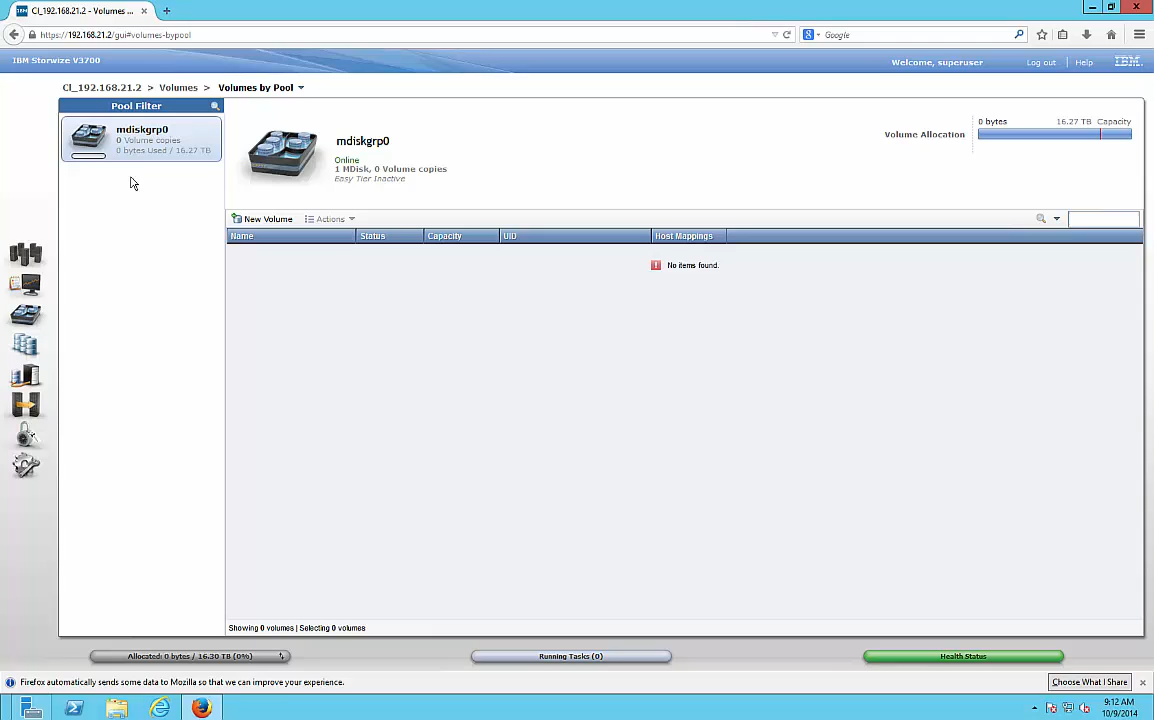 CI_192.168.21.2 - Volumes ...
https://192.168.21.2/gui#volumes-bypool
Google
IBM Storwize V3700
Welcome, superuser
Log out
Help
IBM
CI_192.168.21.2 > Volumes > Volumes by Pool
Pool Filter
mdiskgrp0
0 Volume copies
0 bytes Used / 16.27 TB
mdiskgrp0
Online
1 MDisk, 0 Volume copies
Easy Tier Inactive
Volume Allocation
0 bytes
16.27 TB Capacity
New Volume
Actions
Name
Status
Capacity
UID
Host Mappings
No items found.
Showing 0 volumes | Selecting 0 volumes
Allocated: 0 bytes / 16.30 TB (0%)
Running Tasks (0)
Health Status
Firefox automatically sends some data to Mozilla so that we can improve your experience.
Choose What I Share
9:12 AM
10/9/2014